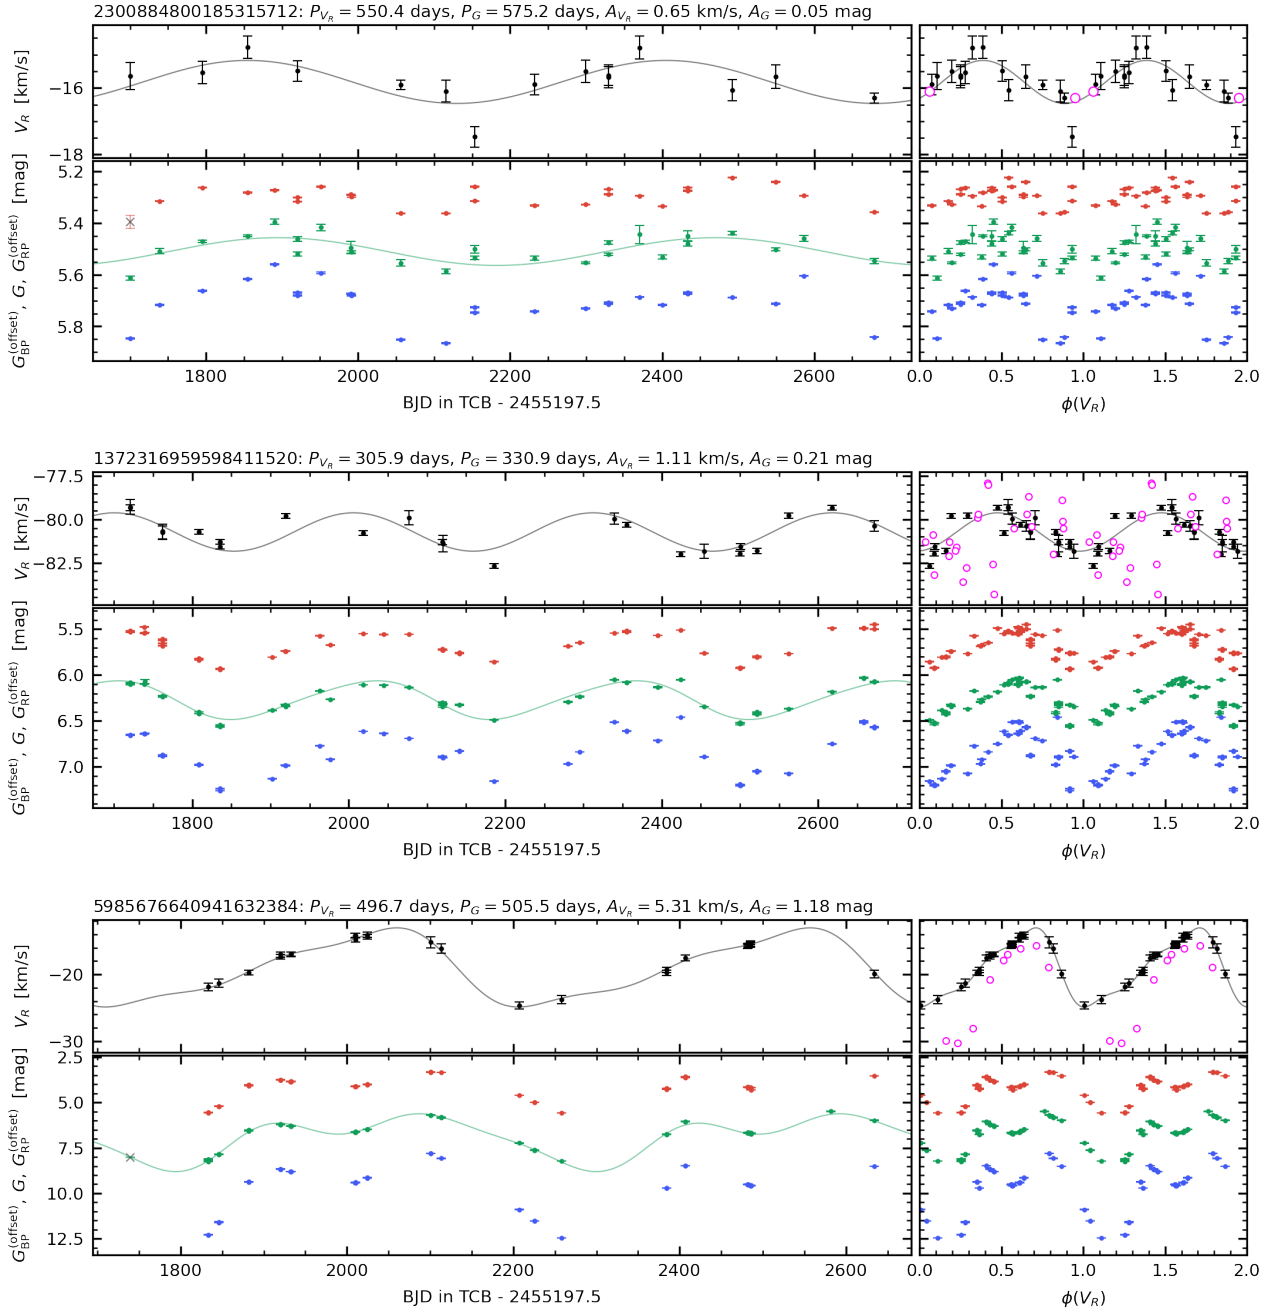 2300884800185315712: P_{V_R} = 550.4 days, P_G = 575.2 days, A_{V_R} = 0.65 km/s, A_G = 0.05 mag
V_R [km/s]
−16
−18
G_{BP}^{(offset)}, G, G_{RP}^{(offset)} [mag]
5.2
5.4
5.6
5.8
1800 2000 2200 2400 2600
0.0 0.5 1.0 1.5 2.0
BJD in TCB - 2455197.5
ϕ(V_R)
1372316959598411520: P_{V_R} = 305.9 days, P_G = 330.9 days, A_{V_R} = 1.11 km/s, A_G = 0.21 mag
V_R [km/s]
−77.5
−80.0
−82.5
G_{BP}^{(offset)}, G, G_{RP}^{(offset)} [mag]
5.5
6.0
6.5
7.0
1800 2000 2200 2400 2600
0.0 0.5 1.0 1.5 2.0
BJD in TCB - 2455197.5
ϕ(V_R)
5985676640941632384: P_{V_R} = 496.7 days, P_G = 505.5 days, A_{V_R} = 5.31 km/s, A_G = 1.18 mag
V_R [km/s]
−20
−30
G_{BP}^{(offset)}, G, G_{RP}^{(offset)} [mag]
2.5
5.0
7.5
10.0
12.5
1800 2000 2200 2400 2600
0.0 0.5 1.0 1.5 2.0
BJD in TCB - 2455197.5
ϕ(V_R)